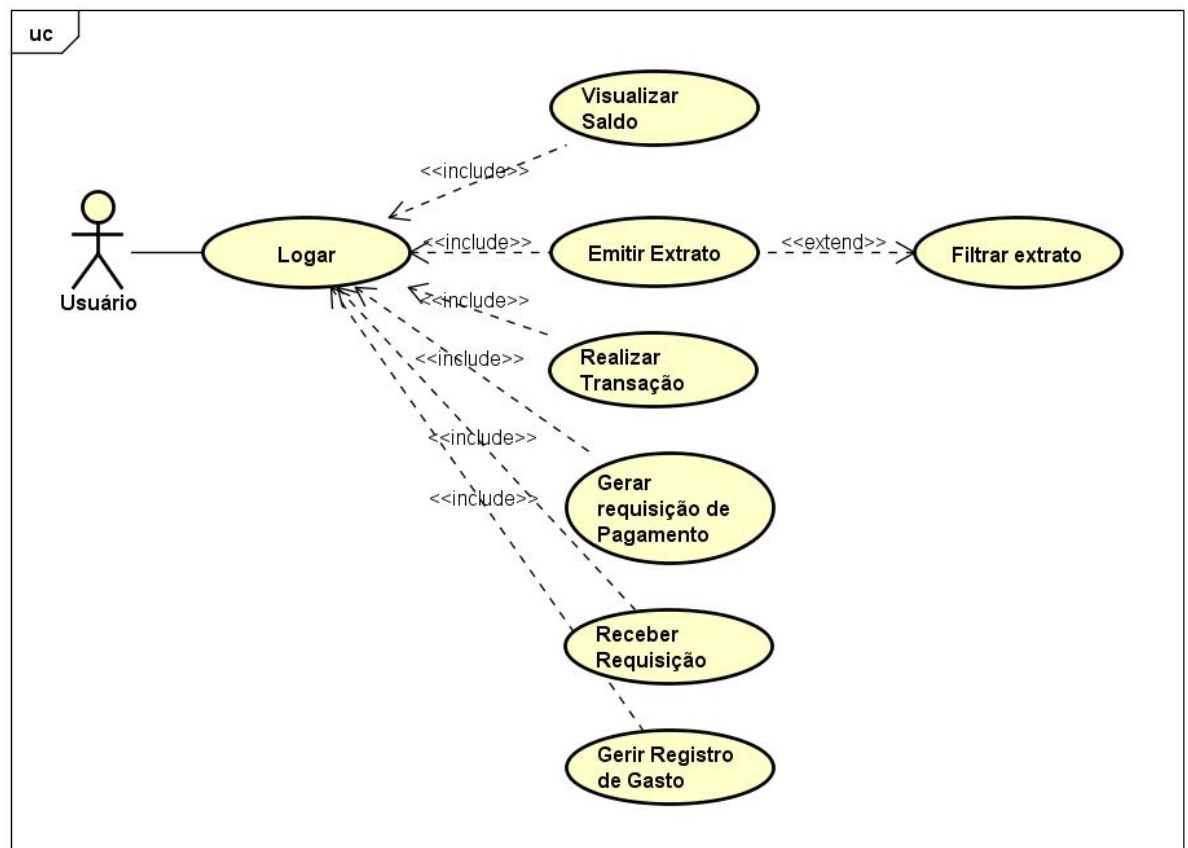 uc
Visualizar
Saldo
<<include>>
Logar
<<include>>
Emitir Extrato
<<extend>>
Filtrar extrato
Usuário
<<include>>
Realizar
Transação
<<include>>
<<include>>
Gerar
requisição de
Pagamento
<<include>>
Receber
Requisição
Gerir Registro
de Gasto